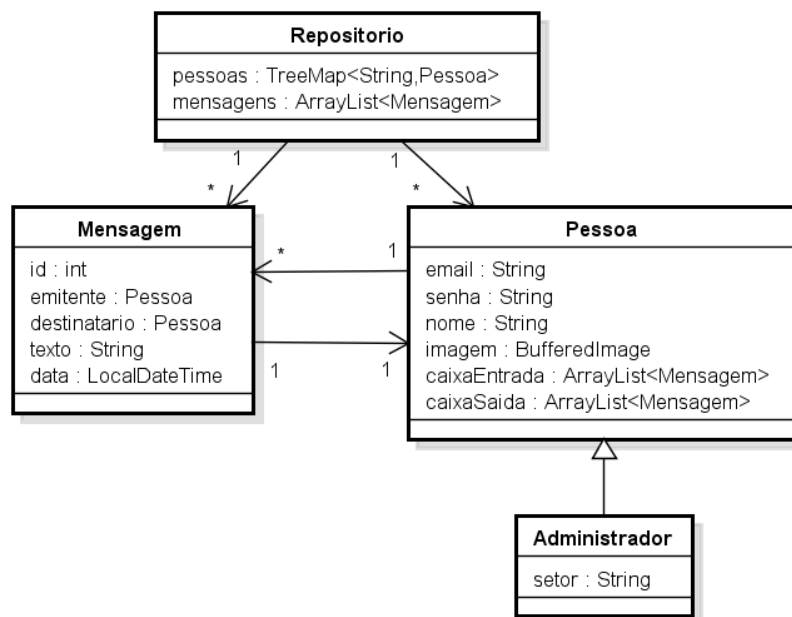 Repositorio
pessoas : TreeMap<String,Pessoa>
mensagens : ArrayList<Mensagem>
1
1
*
*
Mensagem
id : int
emitente : Pessoa
destinatario : Pessoa
texto : String
data : LocalDateTime
*
1
1
1
Pessoa
email : String
senha : String
nome : String
imagem : BufferedImage
caixaEntrada : ArrayList<Mensagem>
caixaSaida : ArrayList<Mensagem>
Administrador
setor : String